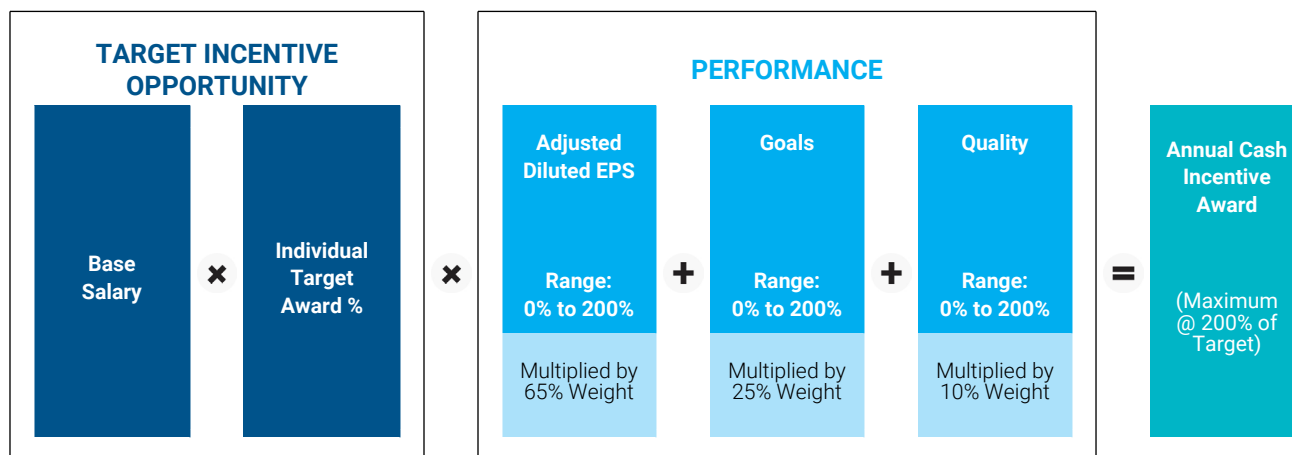 TARGET INCENTIVE
OPPORTUNITY
Base
Salary
×
Individual
Target
Award %
×
PERFORMANCE
Adjusted
Diluted EPS
Range:
0% to 200%
Multiplied by
65% Weight
+
Goals
Range:
0% to 200%
Multiplied by
25% Weight
+
Quality
Range:
0% to 200%
Multiplied by
10% Weight
=
Annual Cash
Incentive
Award
(Maximum
@ 200% of
Target)